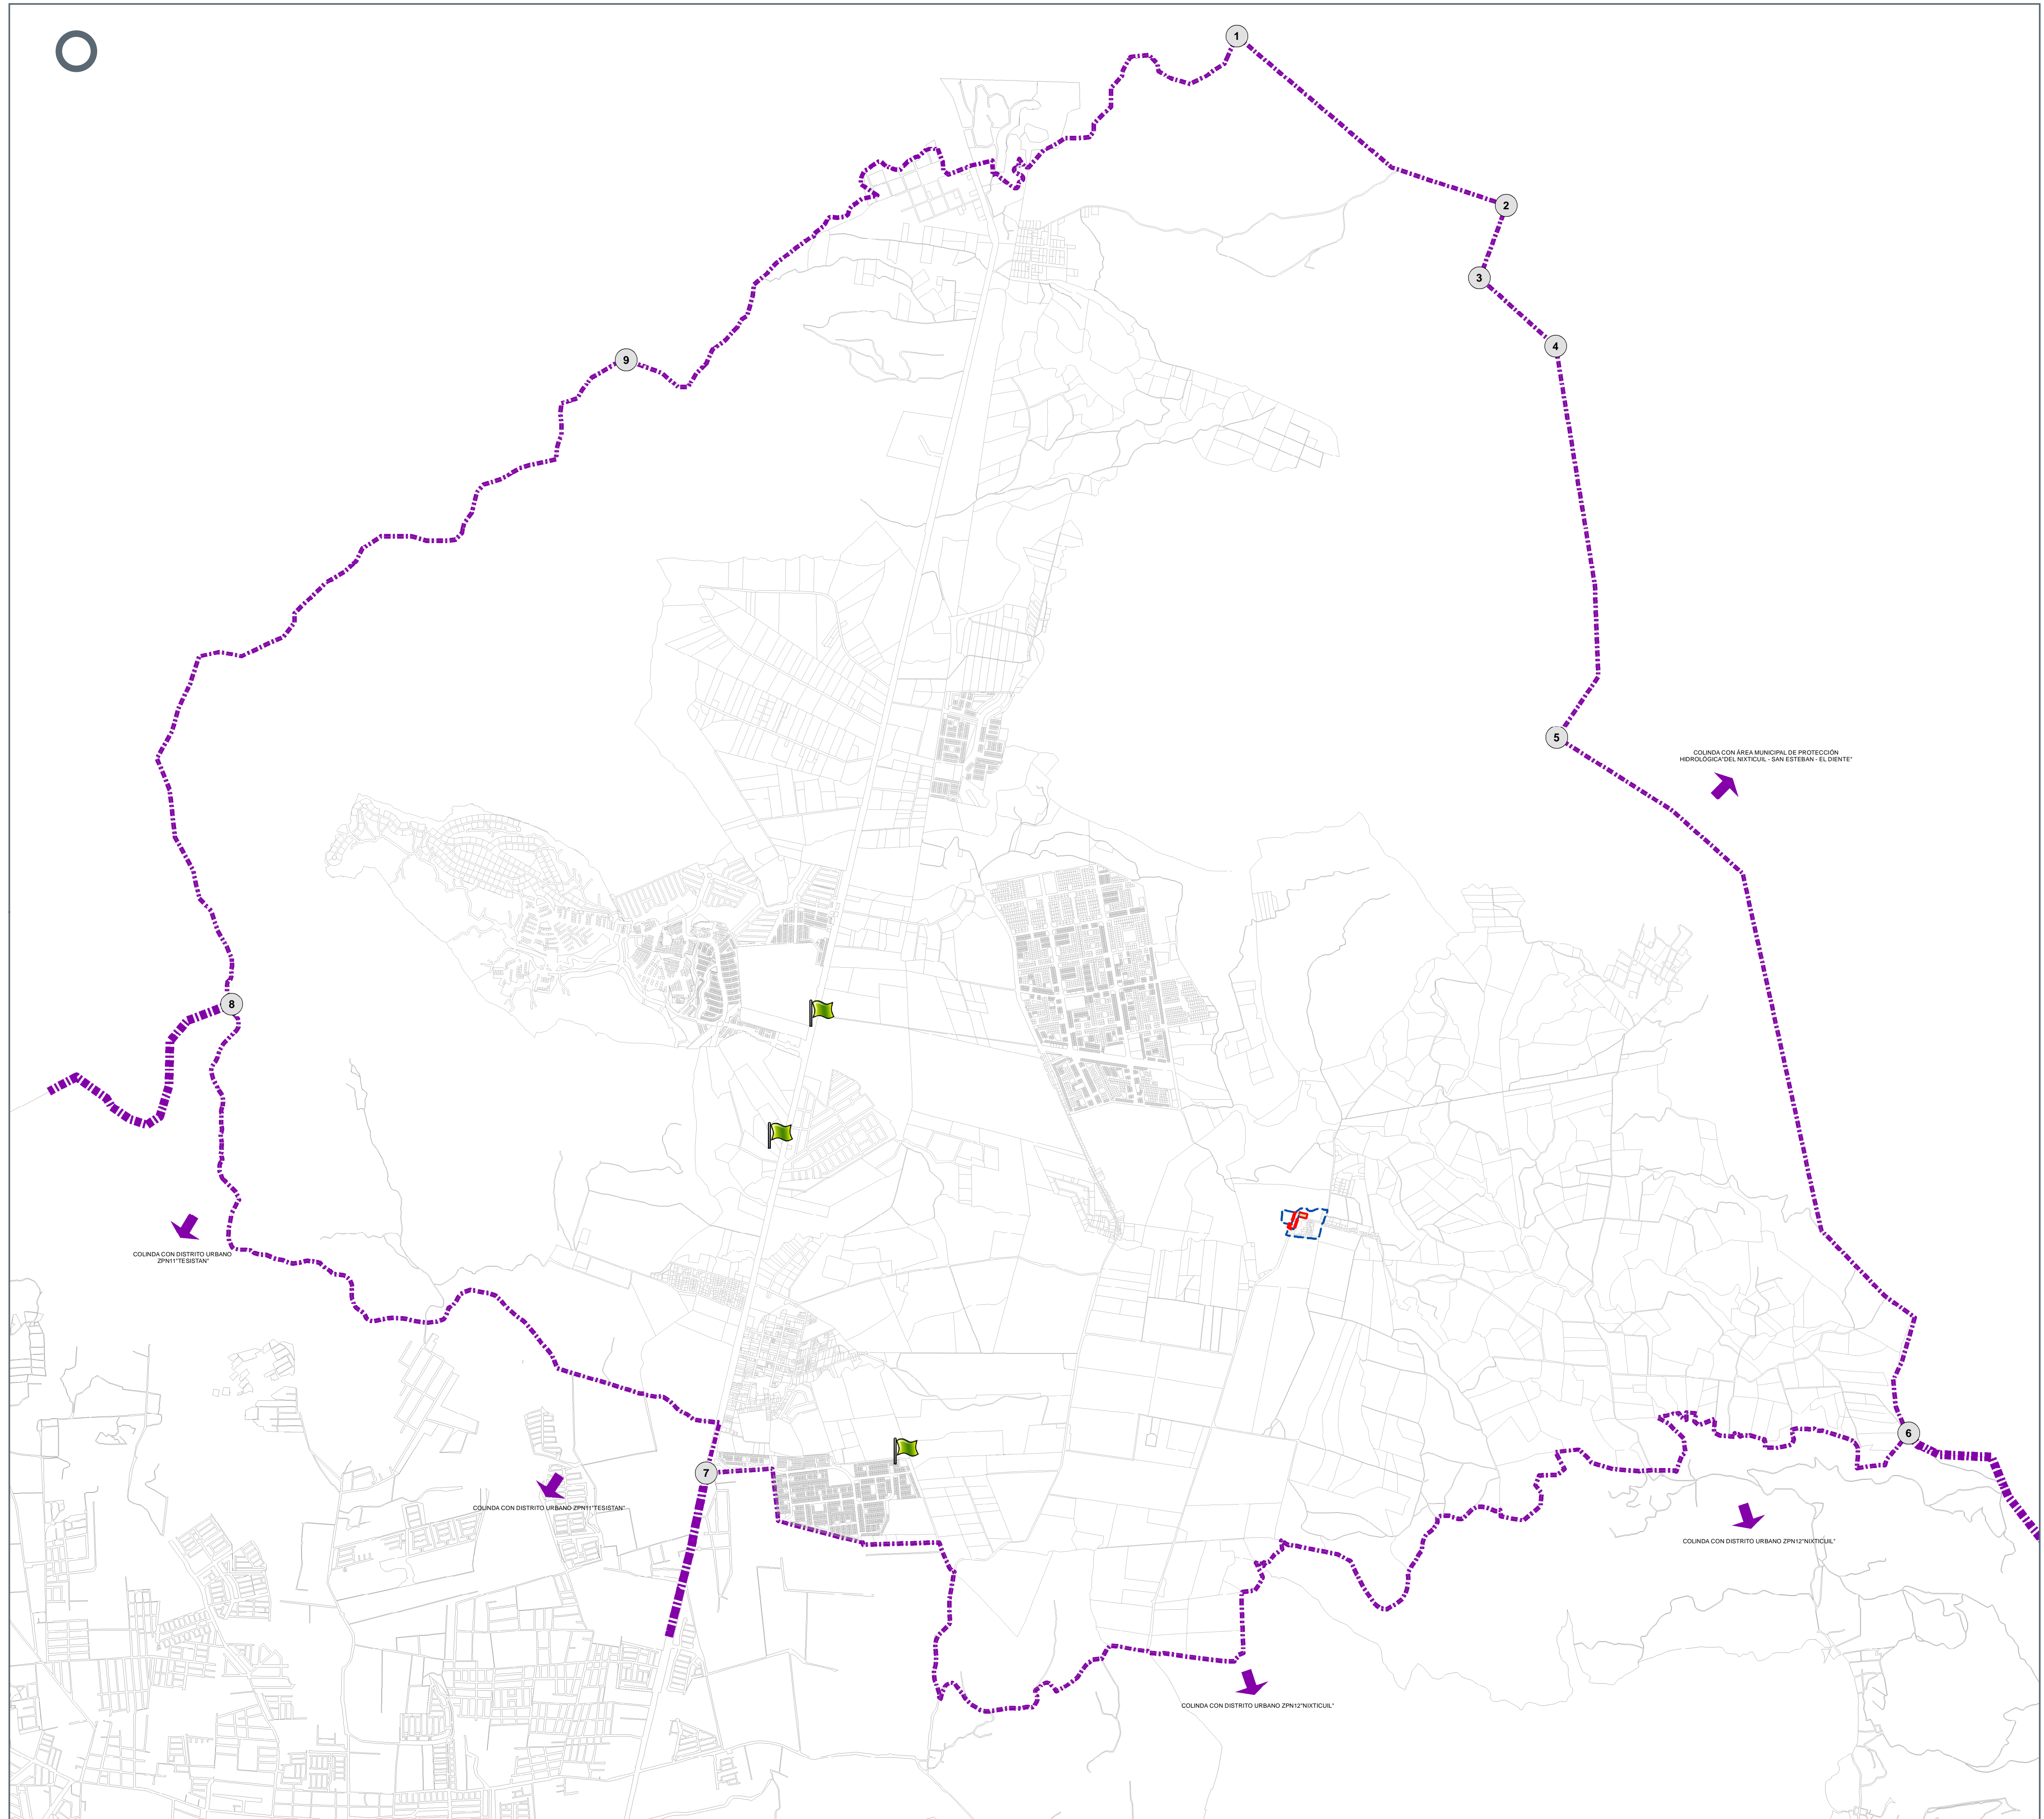 1
2
3
4
9
5
COLINDA CON ÁREA MUNICIPAL DE PROTECCIÓN
HIDROLÓGICA"DEL NIXTICUIL - SAN ESTEBAN - EL DIENTE"
8
COLINDA CON DISTRITO URBANO
ZPN11"TESISTAN"
6
7
COLINDA CON DISTRITO URBANO ZPN11"TESISTAN"
COLINDA CON DISTRITO URBANO ZPN12"NIXTICUIL"
COLINDA CON DISTRITO URBANO ZPN12"NIXTICUIL"